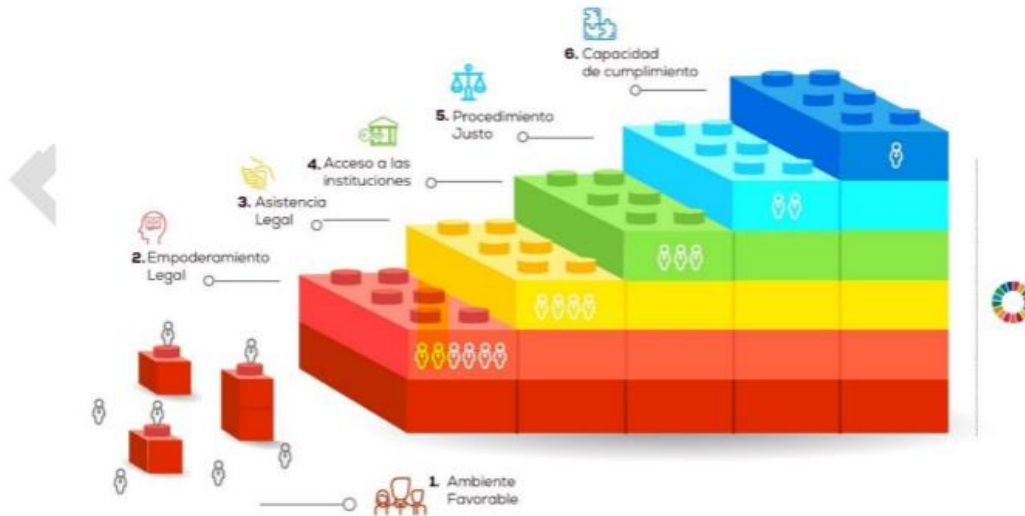 6. Capacidad
de cumplimiento
5. Procedimiento
Justo
4. Acceso a las
instituciones
3. Asistencia
Legal
2. Empoderamiento
Legal
1. Ambiente
Favorable